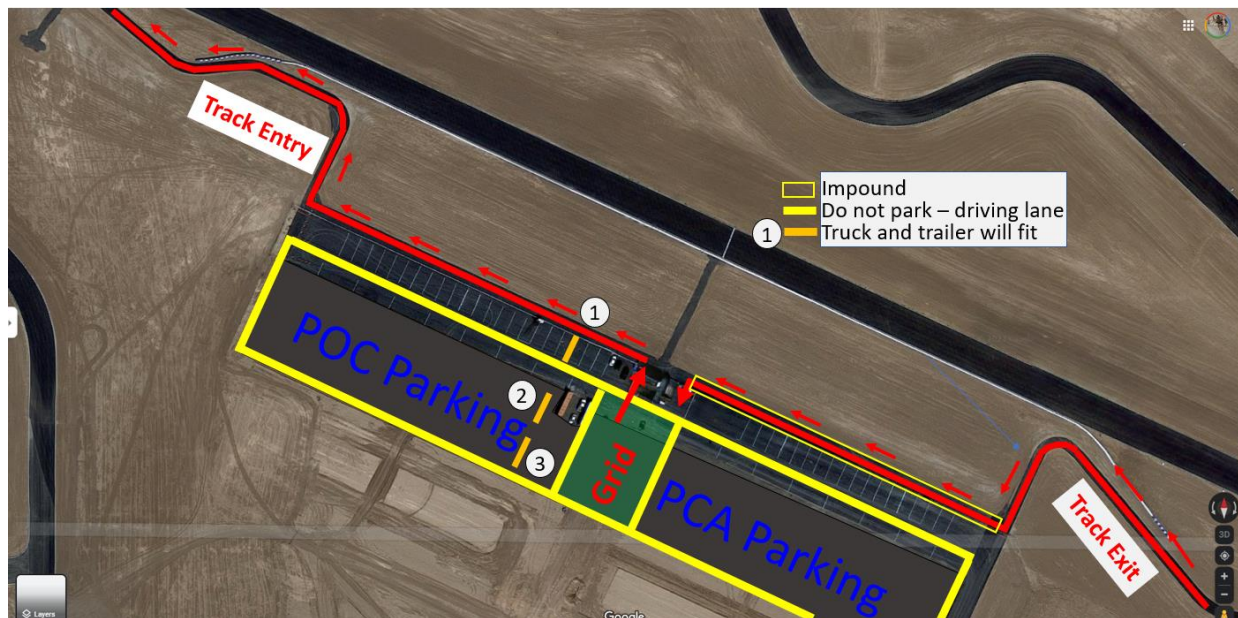 Track Entry
Impound
Do not park – driving lane
1
Truck and trailer will fit
1
POC Parking
2
3
Grid
PCA Parking
Track Exit
3D
Layers
Google